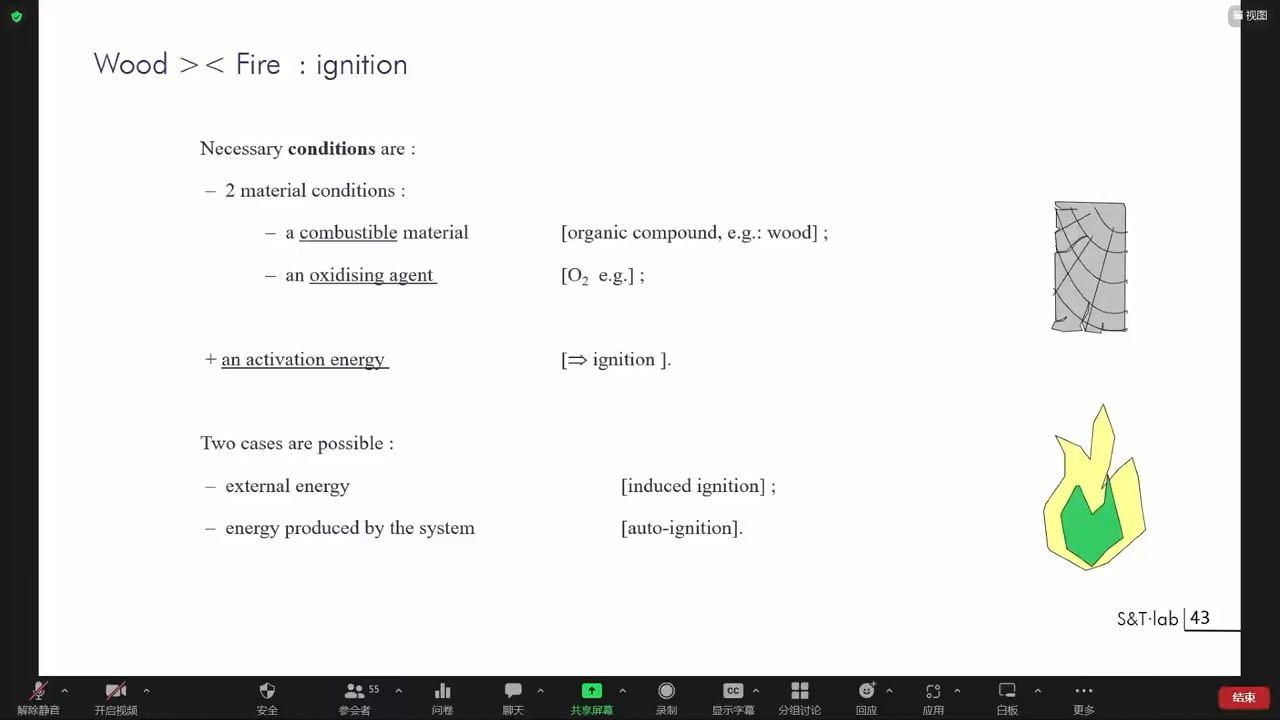 视图
Wood >< Fire : ignition
Necessary conditions are :
– 2 material conditions :
– a combustible material [organic compound, e.g.: wood] ;
– an oxidising agent [O₂ e.g.] ;
+ an activation energy [⇒ ignition ].
Two cases are possible :
– external energy [induced ignition] ;
– energy produced by the system [auto-ignition].
S&T·lab 43
55
CC
解除静音 开启视频 安全 参会者 问卷 聊天 共享屏幕 录制 显示字幕 分组讨论 回应 应用 白板 更多 结束